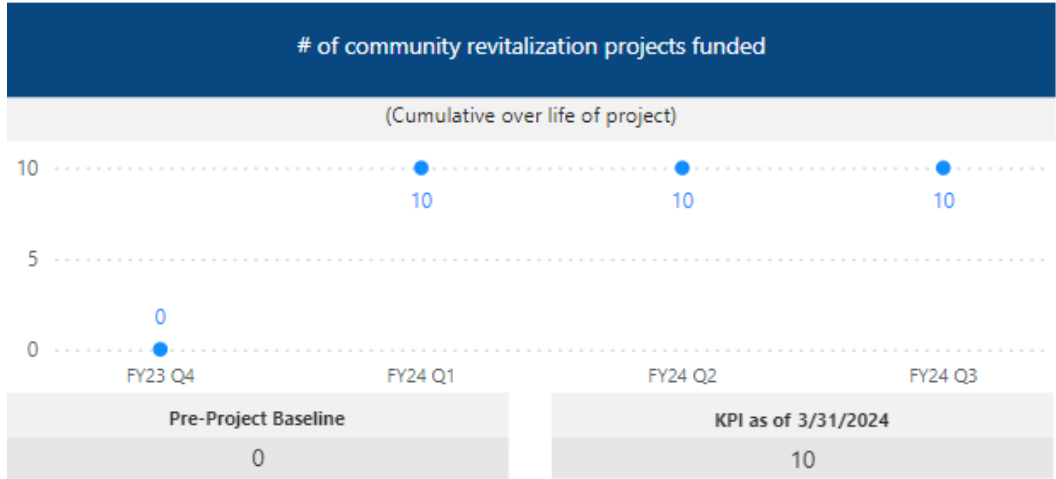 # of community revitalization projects funded
(Cumulative over life of project)
10
10 10 10
5
0
0
FY23 Q4 FY24 Q1 FY24 Q2 FY24 Q3
Pre-Project Baseline KPI as of 3/31/2024
0 10